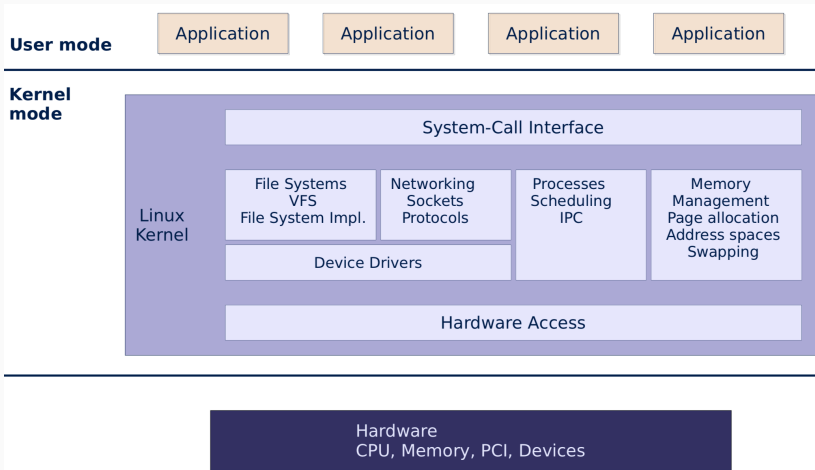 Application
Application
Application
Application
User mode
Kernel
mode
System-Call Interface
File Systems
VFS
File System Impl.
Networking
Sockets
Protocols
Processes
Scheduling
IPC
Memory
Management
Page allocation
Address spaces
Swapping
Linux
Kernel
Device Drivers
Hardware Access
Hardware
CPU, Memory, PCI, Devices